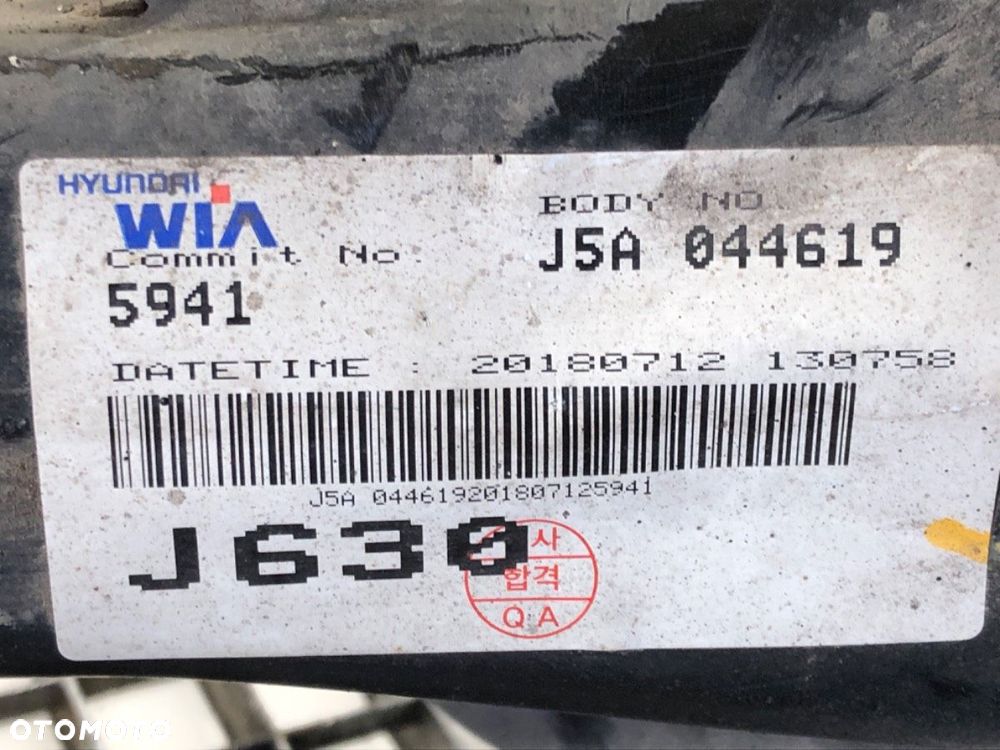 HYUNDAI
WIA
Commit No.
5941
BODY NO.
J5A 044619
DATETIME : 20180712 130758
J5A 044619201807125941
J630
사
합격
QA
OTOMOTO